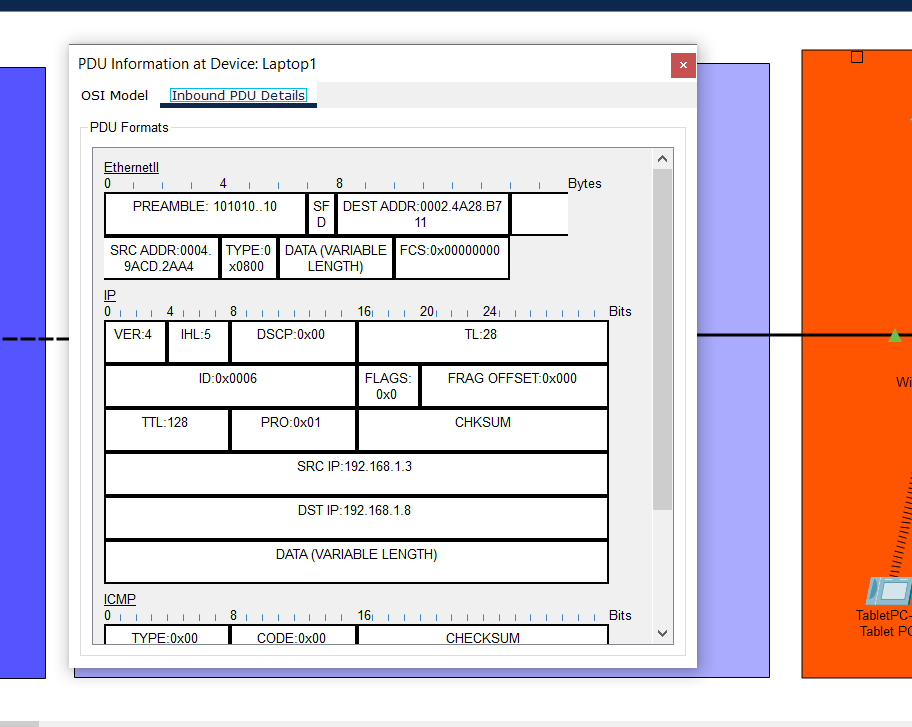 PDU Information at Device: Laptop1
OSI Model Inbound PDU Details
PDU Formats
EthernetII
0 4 8 Bytes
PREAMBLE: 101010..10
SF
D
DEST ADDR:0002.4A28.B7
11
SRC ADDR:0004.
9ACD.2AA4
TYPE:0
x0800
DATA (VARIABLE
LENGTH)
FCS:0x00000000
IP
0 4 8 16 20 24 Bits
VER:4 IHL:5 DSCP:0x00 TL:28
ID:0x0006
FLAGS:
0x0
FRAG OFFSET:0x000
TTL:128 PRO:0x01 CHKSUM
SRC IP:192.168.1.3
DST IP:192.168.1.8
DATA (VARIABLE LENGTH)
ICMP
0 8 16 Bits
TYPE:0x00 CODE:0x00 CHECKSUM
Wi
TabletPC-
Tablet PC